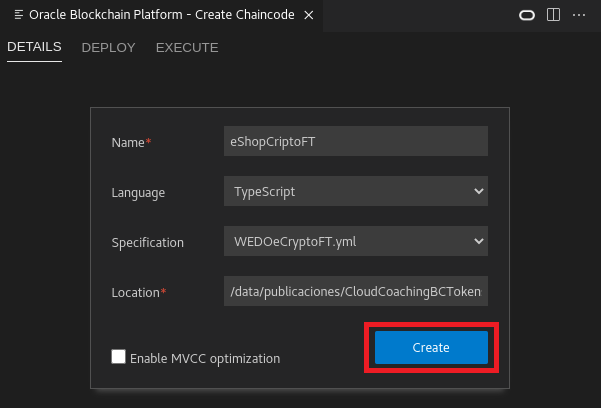 Oracle Blockchain Platform - Create Chaincode
DETAILS DEPLOY EXECUTE
Name* eShopCriptoFT
Language TypeScript
Specification WEDOeCryptoFT.yml
Location* /data/publicaciones/CloudCoachingBCToken
Enable MVCC optimization
Create